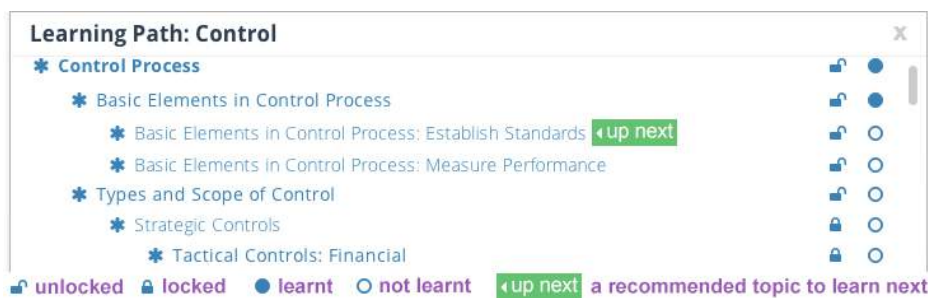 Learning Path: Control x
Control Process
Basic Elements in Control Process
Basic Elements in Control Process: Establish Standards up next
Basic Elements in Control Process: Measure Performance
Types and Scope of Control
Strategic Controls
Tactical Controls: Financial
unlocked locked learnt not learnt up next a recommended topic to learn next